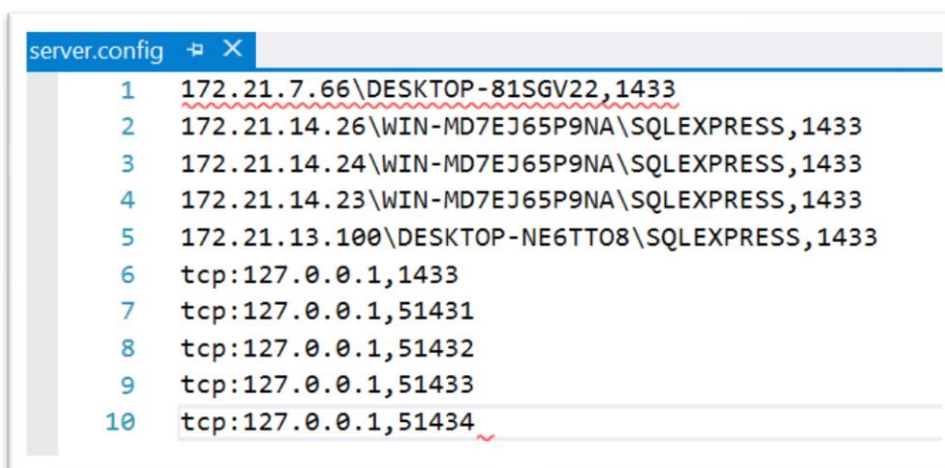 server.config
1 172.21.7.66\DESKTOP-81SGV22,1433
2 172.21.14.26\WIN-MD7EJ65P9NA\SQLEXPRESS,1433
3 172.21.14.24\WIN-MD7EJ65P9NA\SQLEXPRESS,1433
4 172.21.14.23\WIN-MD7EJ65P9NA\SQLEXPRESS,1433
5 172.21.13.100\DESKTOP-NE6TTO8\SQLEXPRESS,1433
6 tcp:127.0.0.1,1433
7 tcp:127.0.0.1,51431
8 tcp:127.0.0.1,51432
9 tcp:127.0.0.1,51433
10 tcp:127.0.0.1,51434